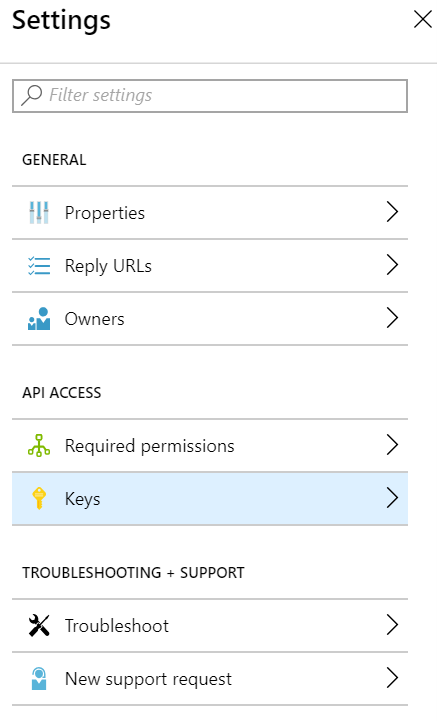 Settings
Filter settings
GENERAL
Properties
Reply URLs
Owners
API ACCESS
Required permissions
Keys
TROUBLESHOOTING + SUPPORT
Troubleshoot
New support request